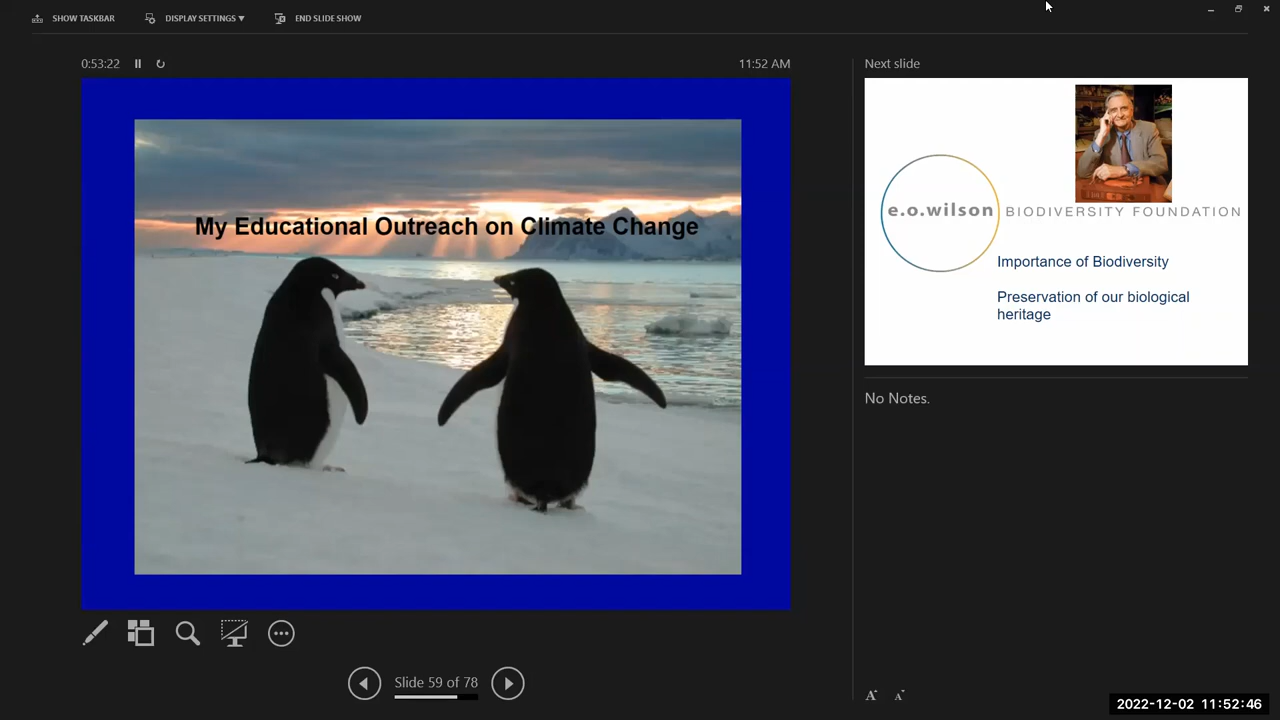 SHOW TASKBAR
DISPLAY SETTINGS ▼
END SLIDE SHOW
0:53:22
11:52 AM
My Educational Outreach on Climate Change
Slide 59 of 78
Next slide
e.o.wilson BIODIVERSITY FOUNDATION
Importance of Biodiversity
Preservation of our biological
heritage
No Notes.
A A
2022-12-02 11:52:46